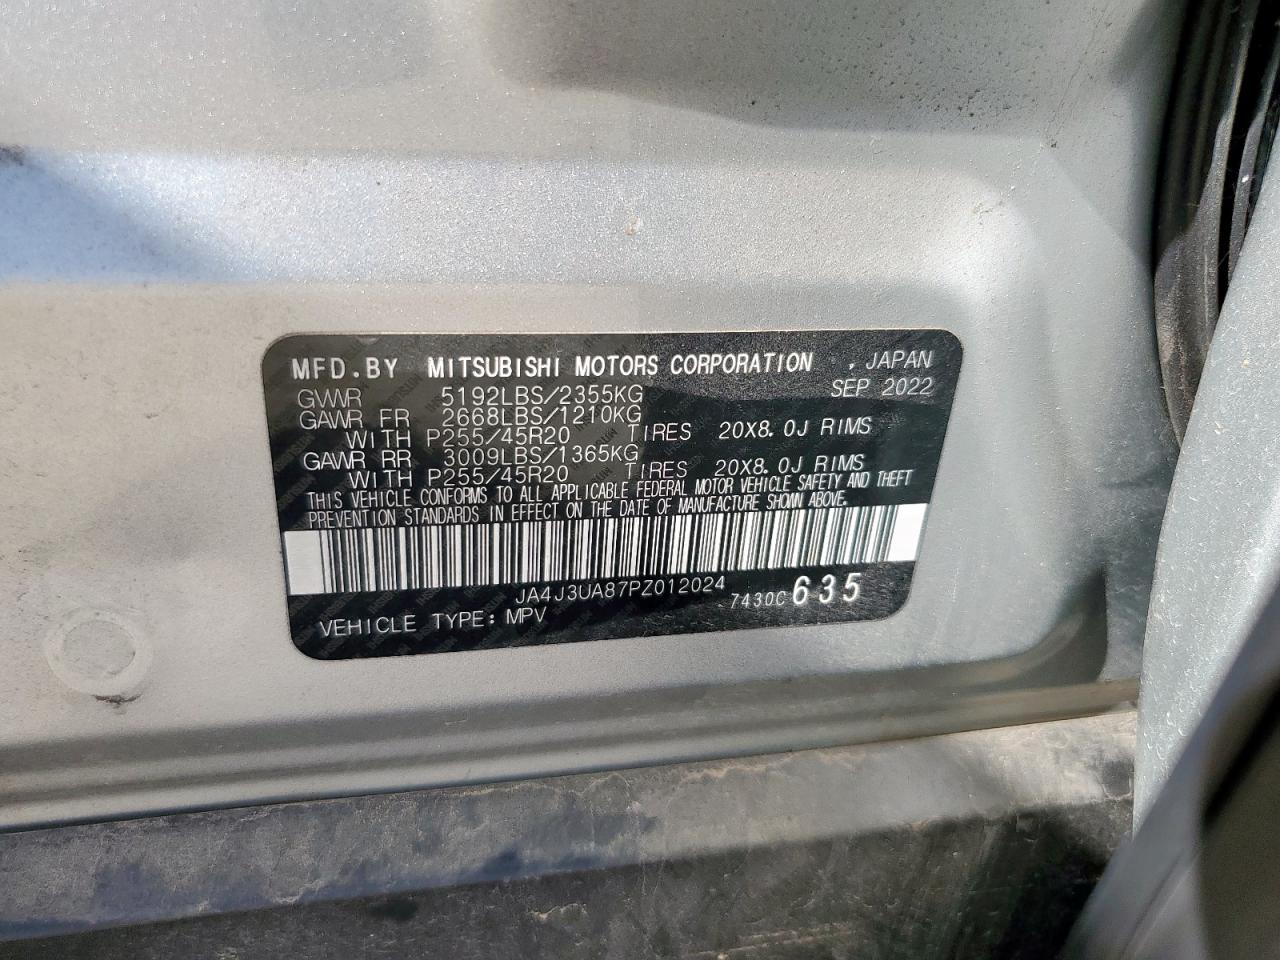 MFD.BY MITSUBISHI MOTORS CORPORATION , JAPAN
SEP 2022
GVWR 5192LBS/2355KG
GAWR FR 2668LBS/1210KG
WITH P255/45R20 TIRES 20X8.0J RIMS
GAWR RR 3009LBS/1365KG
WITH P255/45R20 TIRES 20X8.0J RIMS
THIS VEHICLE CONFORMS TO ALL APPLICABLE FEDERAL MOTOR VEHICLE SAFETY AND THEFT
PREVENTION STANDARDS IN EFFECT ON THE DATE OF MANUFACTURE SHOWN ABOVE.
JA4J3UA87PZ012024
7430C 635
VEHICLE TYPE: MPV